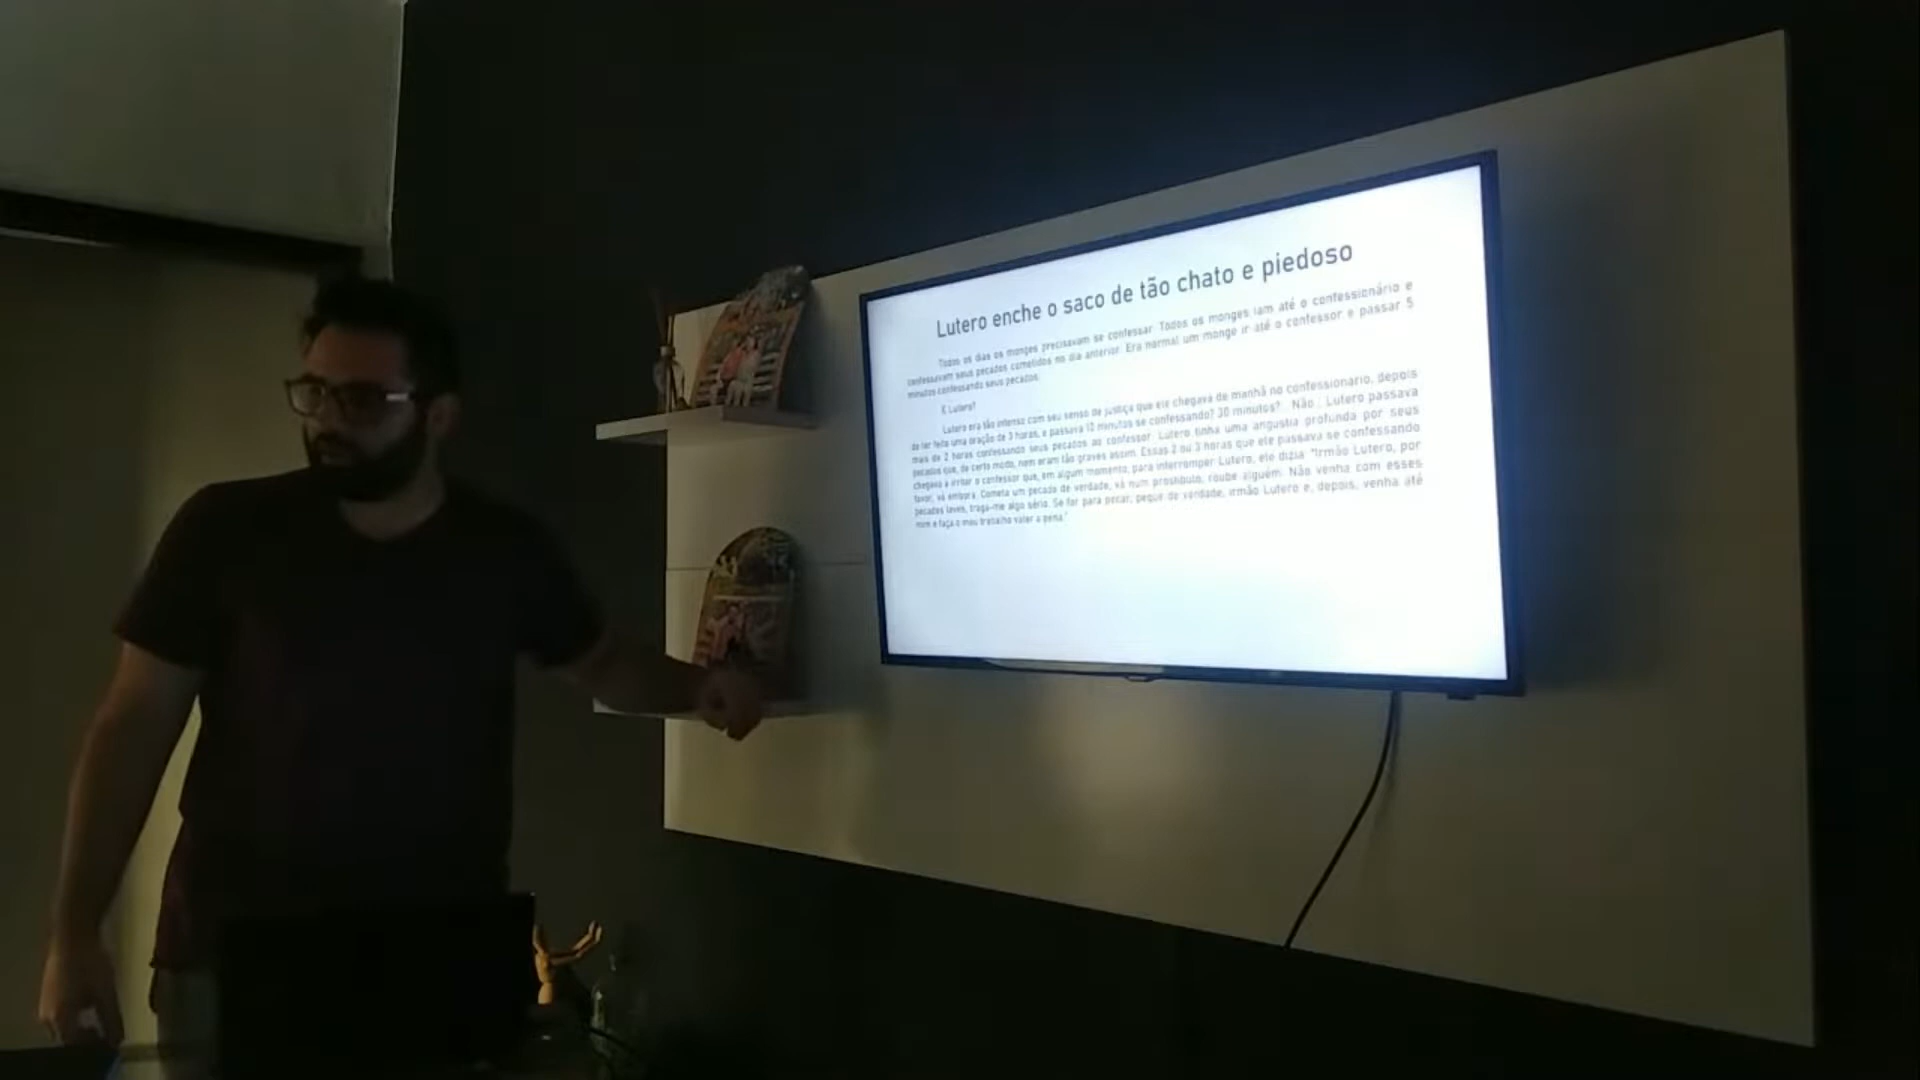 Lutero enche o saco de tão chato e piedoso
Todos os dias os monges precisavam se confessar. Todos os monges iam até o confessionário e
confessavam seus pecados cometidos no dia anterior. Era normal um monge ir até o confessor e passar 5
minutos confessando seus pecados.
E Lutero?
Lutero era tão intenso com seu senso de justiça que ele chegava de manhã no confessionário, depois
de ter feito uma oração de 3 horas, e passava 12 minutos se confessando? 30 minutos? Não. Lutero passava
mais de 2 horas confessando seus pecados ao confessor. Lutero tinha uma angustia profunda por seus
pecados que, de certo modo, nem eram tão graves assim. Essas 2 ou 3 horas que ele passava se confessando
chegava a irritar o confessor que, em algum momento, para interromper Lutero, ele dizia "Irmão Lutero, por
favor, vá embora. Cometa um pecado de verdade, vá num prostibulo, roube alguém. Não venha com esses
pecados leves, traga-me algo sério. Se for para pecar, peque de verdade, irmão Lutero e, depois, venha até
mim e faça o meu trabalho valer a pena."